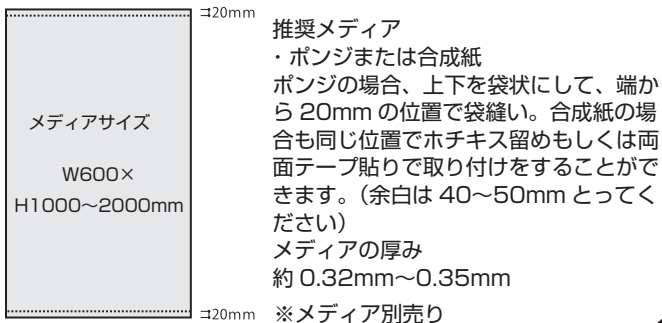 ⇉20mm
メディアサイズ
W600×
H1000〜2000mm
⇉20mm
推奨メディア
・ポンジまたは合成紙
ポンジの場合、上下を袋状にして、端か
ら 20mm の位置で袋縫い。合成紙の場
合も同じ位置でホチキス留めもしくは両
面テープ貼りで取り付けをすることがで
きます。（余白は 40〜50mm とってく
ださい）
メディアの厚み
約 0.32mm〜0.35mm
※メディア別売り